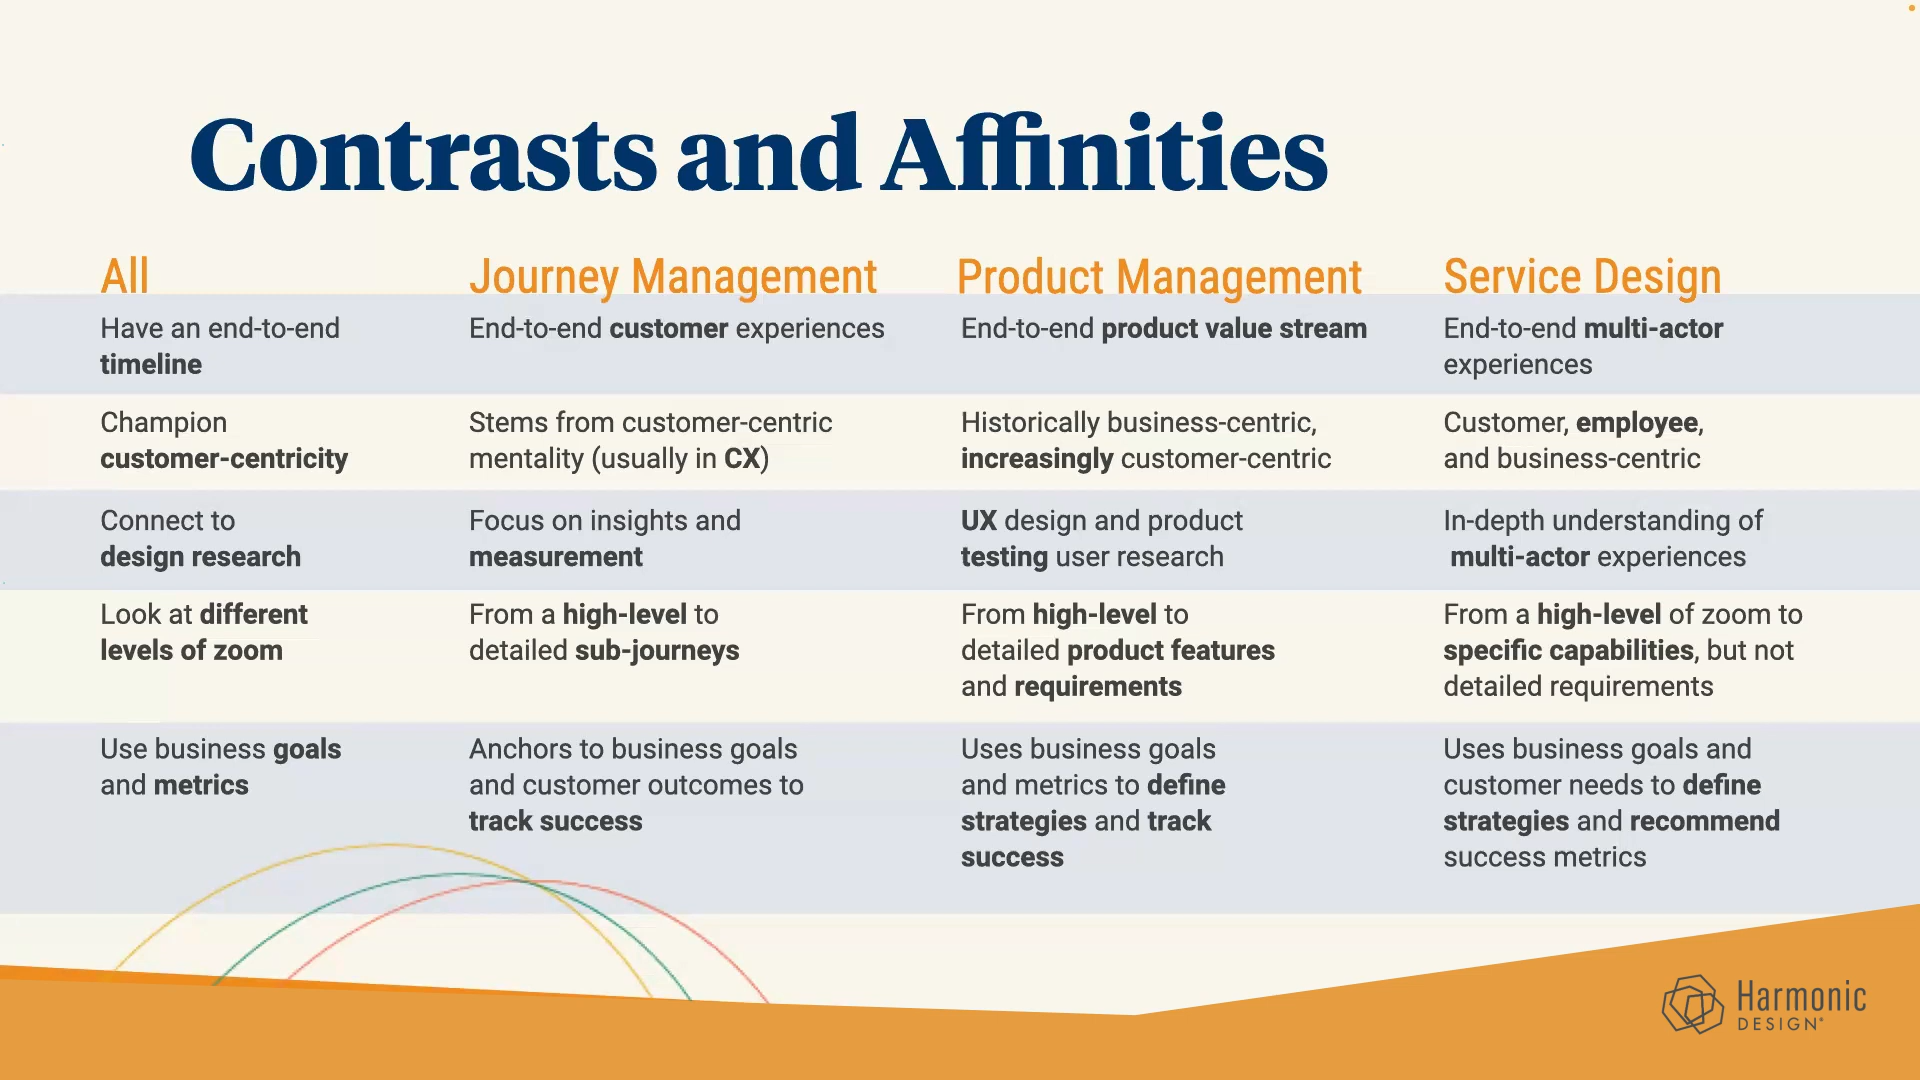 Contrasts and Affinities
All
Journey Management
Product Management
Service Design
Have an end-to-end
timeline
End-to-end customer experiences
End-to-end product value stream
End-to-end multi-actor
experiences
Champion
customer-centricity
Stems from customer-centric
mentality (usually in CX)
Historically business-centric,
increasingly customer-centric
Customer, employee,
and business-centric
Connect to
design research
Focus on insights and
measurement
UX design and product
testing user research
In-depth understanding of
multi-actor experiences
Look at different
levels of zoom
From a high-level to
detailed sub-journeys
From high-level to
detailed product features
and requirements
From a high-level of zoom to
specific capabilities, but not
detailed requirements
Use business goals
and metrics
Anchors to business goals
and customer outcomes to
track success
Uses business goals
and metrics to define
strategies and track
success
Uses business goals and
customer needs to define
strategies and recommend
success metrics
Harmonic
DESIGN®